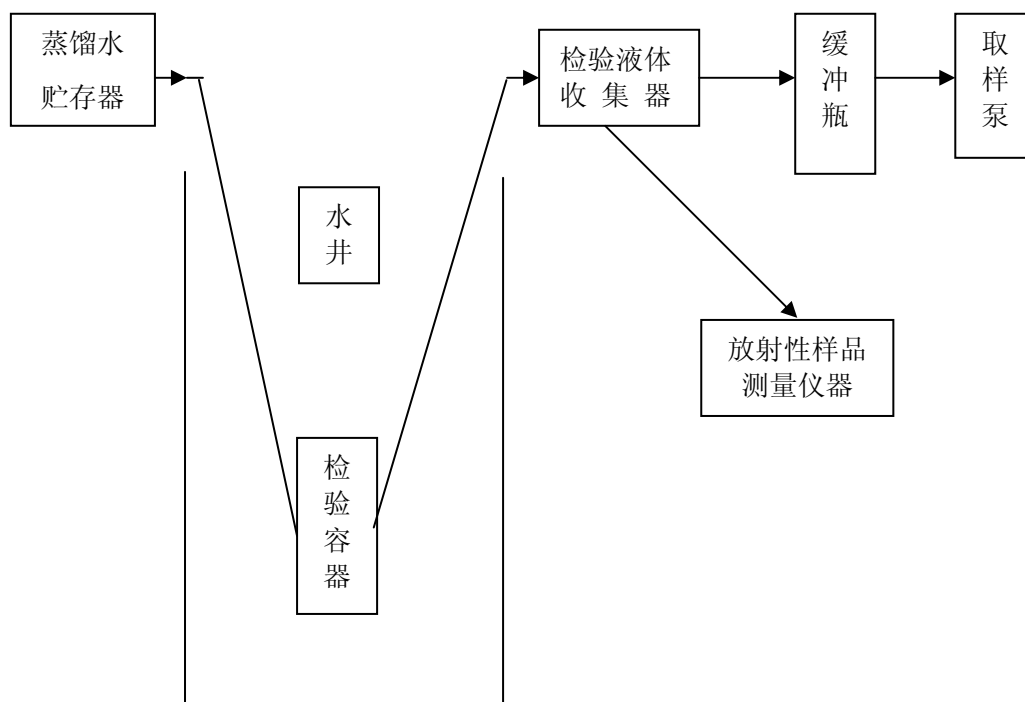 蒸馏水
贮存器
检验液体
收 集 器
缓
冲
瓶
取
样
泵
水
井
放射性样品
测量仪器
检
验
容
器